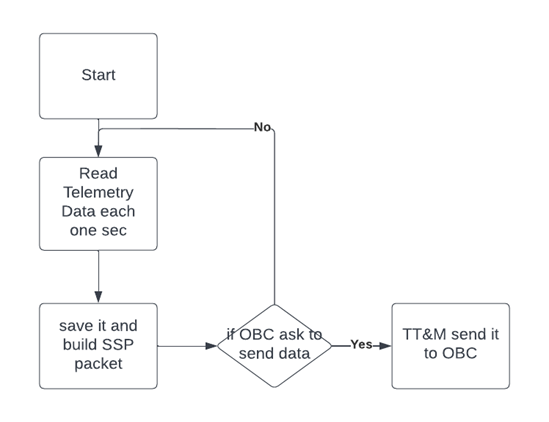 Start
No
Read
Telemetry
Data each
one sec
save it and
build SSP
packet
if OBC ask to
send data
Yes
TT&M send it
to OBC